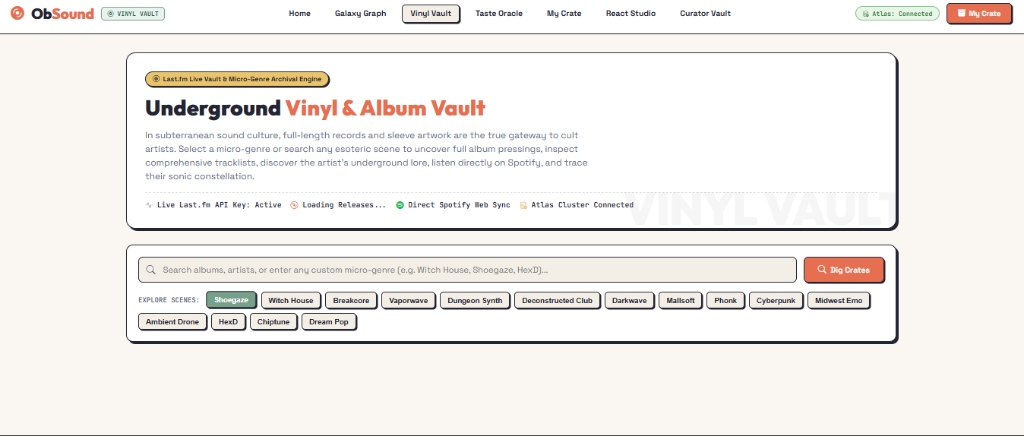 ObSound VINYL VAULT Home Galaxy Graph Vinyl Vault Taste Oracle My Crate React Studio Curator Vault Atlas: Connected My Crate
Last.fm Live Vault & Micro-Genre Archival Engine
Underground Vinyl & Album Vault
In subterranean sound culture, full-length records and sleeve artwork are the true gateway to cult
artists. Select a micro-genre or search any esoteric scene to uncover full album pressings, inspect
comprehensive tracklists, discover the artist's underground lore, listen directly on Spotify, and trace
their sonic constellation.
Live Last.fm API Key: Active Loading Releases... Direct Spotify Web Sync Atlas Cluster Connected
VINYL VAULT
Search albums, artists, or enter any custom micro-genre (e.g. Witch House, Shoegaze, HexD)... Dig Crates
EXPLORE SCENES: Shoegaze Witch House Breakcore Vaporwave Dungeon Synth Deconstructed Club Darkwave Mallsoft Phonk Cyberpunk Midwest Emo
Ambient Drone HexD Chiptune Dream Pop